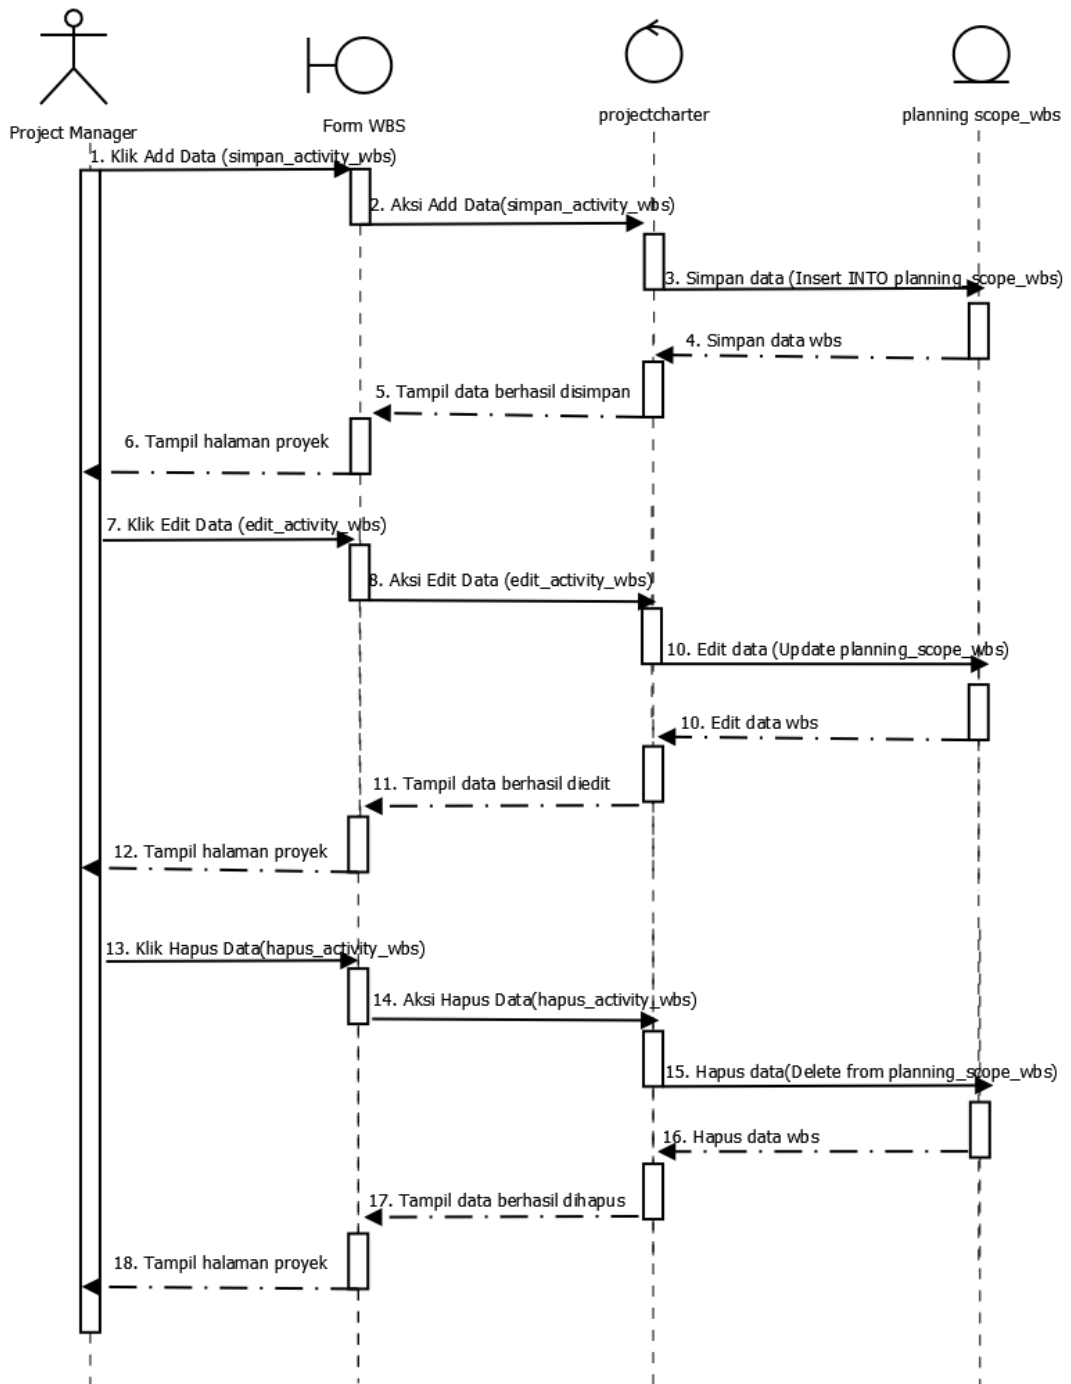 Project Manager
Form WBS
projectcharter
planning scope_wbs
1. Klik Add Data (simpan_activity_wbs)
2. Aksi Add Data(simpan_activity_wbs)
3. Simpan data (Insert INTO planning_scope_wbs)
4. Simpan data wbs
5. Tampil data berhasil disimpan
6. Tampil halaman proyek
7. Klik Edit Data (edit_activity_wbs)
8. Aksi Edit Data (edit_activity_wbs)
10. Edit data (Update planning_scope_wbs)
10. Edit data wbs
11. Tampil data berhasil diedit
12. Tampil halaman proyek
13. Klik Hapus Data(hapus_activity_wbs)
14. Aksi Hapus Data(hapus_activity_wbs)
15. Hapus data(Delete from planning_scope_wbs)
16. Hapus data wbs
17. Tampil data berhasil dihapus
18. Tampil halaman proyek